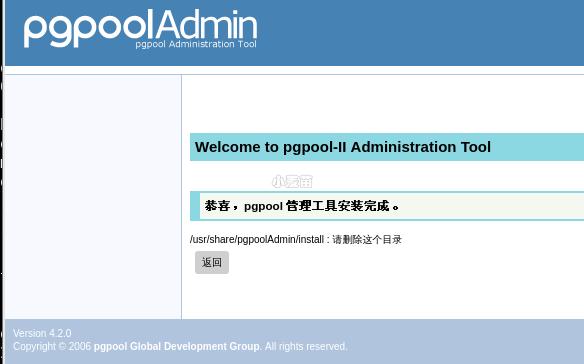 pgpoolAdmin
pgpool Administration Tool
Welcome to pgpool-II Administration Tool
小麦苗
恭喜，pgpool 管理工具安装完成。
/usr/share/pgpoolAdmin/install : 请删除这个目录
返回
Version 4.2.0
Copyright © 2006 pgpool Global Development Group. All rights reserved.